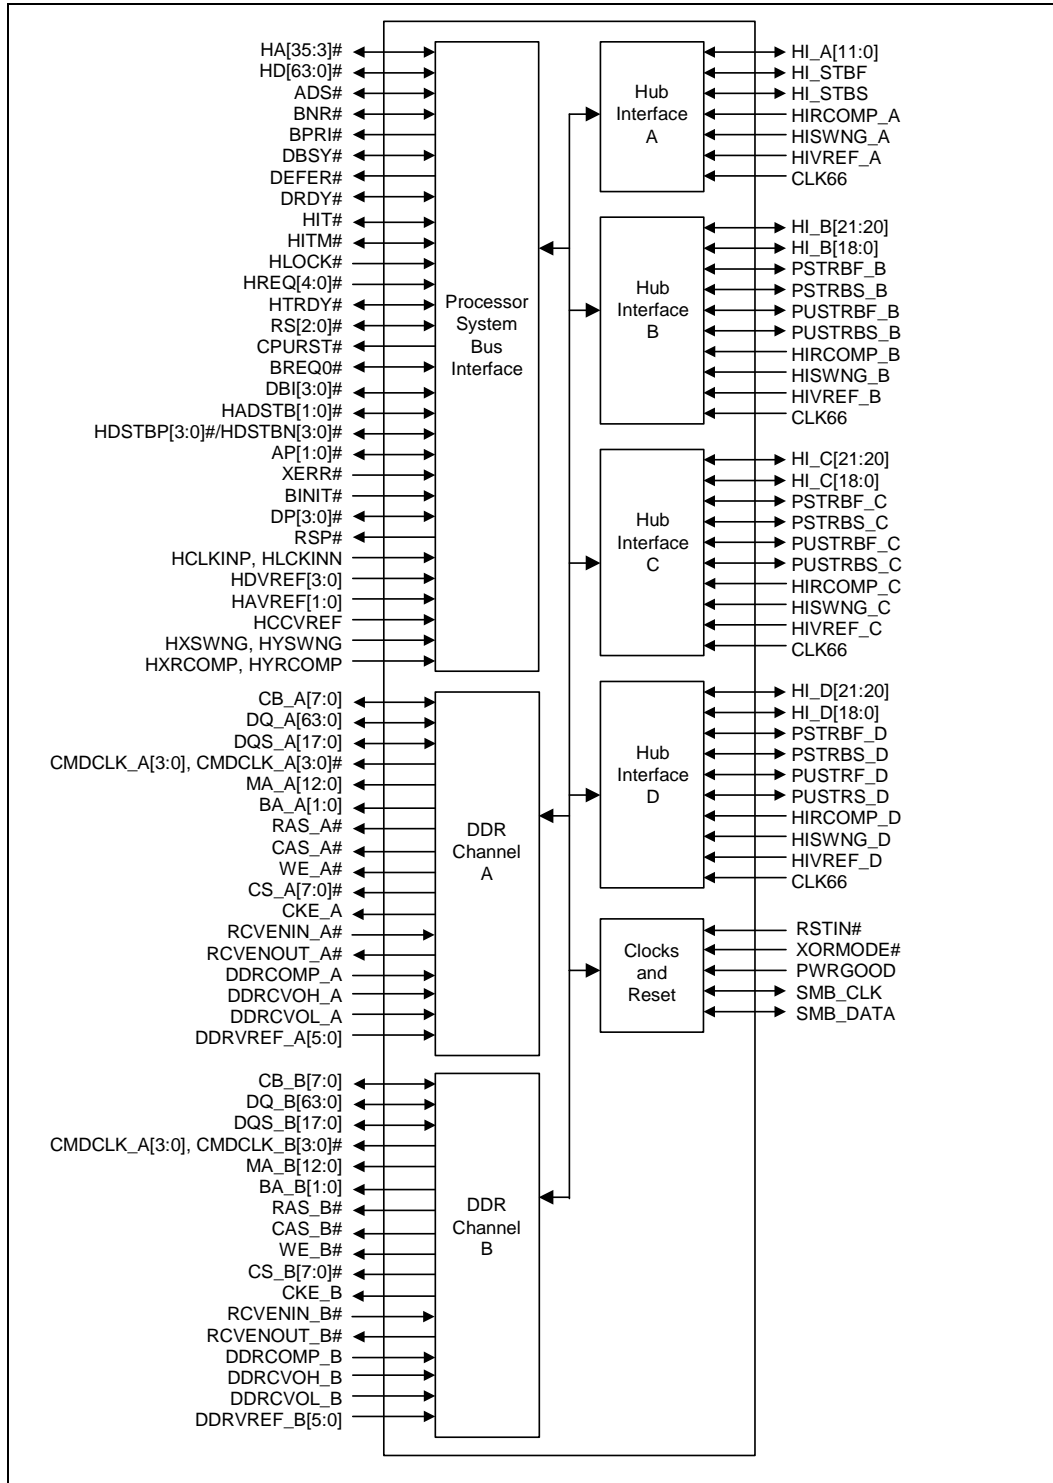 HA[35:3]#
HD[63:0]#
ADS#
BNR#
BPRI#
DBSY#
DEFER#
DRDY#
HIT#
HITM#
HLOCK#
HREQ[4:0]#
HTRDY#
RS[2:0]#
CPURST#
BREQ0#
DBI[3:0]#
HADSTB[1:0]#
HDSTBP[3:0]#/HDSTBN[3:0]#
AP[1:0]#
XERR#
BINIT#
DP[3:0]#
RSP#
HCLKINP, HLCKINN
HDVREF[3:0]
HAVREF[1:0]
HCCVREF
HXSWNG, HYSWNG
HXRCOMP, HYRCOMP
Processor
System
Bus
Interface
CB_A[7:0]
DQ_A[63:0]
DQS_A[17:0]
CMDCLK_A[3:0], CMDCLK_A[3:0]#
MA_A[12:0]
BA_A[1:0]
RAS_A#
CAS_A#
WE_A#
CS_A[7:0]#
CKE_A
RCVENIN_A#
RCVENOUT_A#
DDRCOMP_A
DDRCVOH_A
DDRCVOL_A
DDRVREF_A[5:0]
DDR
Channel
A
CB_B[7:0]
DQ_B[63:0]
DQS_B[17:0]
CMDCLK_A[3:0], CMDCLK_B[3:0]#
MA_B[12:0]
BA_B[1:0]
RAS_B#
CAS_B#
WE_B#
CS_B[7:0]#
CKE_B
RCVENIN_B#
RCVENOUT_B#
DDRCOMP_B
DDRCVOH_B
DDRCVOL_B
DDRVREF_B[5:0]
DDR
Channel
B
Hub
Interface
A
HI_A[11:0]
HI_STBF
HI_STBS
HIRCOMP_A
HISWNG_A
HIVREF_A
CLK66
Hub
Interface
B
HI_B[21:20]
HI_B[18:0]
PSTRBF_B
PSTRBS_B
PUSTRBF_B
PUSTRBS_B
HIRCOMP_B
HISWNG_B
HIVREF_B
CLK66
Hub
Interface
C
HI_C[21:20]
HI_C[18:0]
PSTRBF_C
PSTRBS_C
PUSTRBF_C
PUSTRBS_C
HIRCOMP_C
HISWNG_C
HIVREF_C
CLK66
Hub
Interface
D
HI_D[21:20]
HI_D[18:0]
PSTRBF_D
PSTRBS_D
PUSTRF_D
PUSTRS_D
HIRCOMP_D
HISWNG_D
HIVREF_D
CLK66
Clocks
and
Reset
RSTIN#
XORMODE#
PWRGOOD
SMB_CLK
SMB_DATA